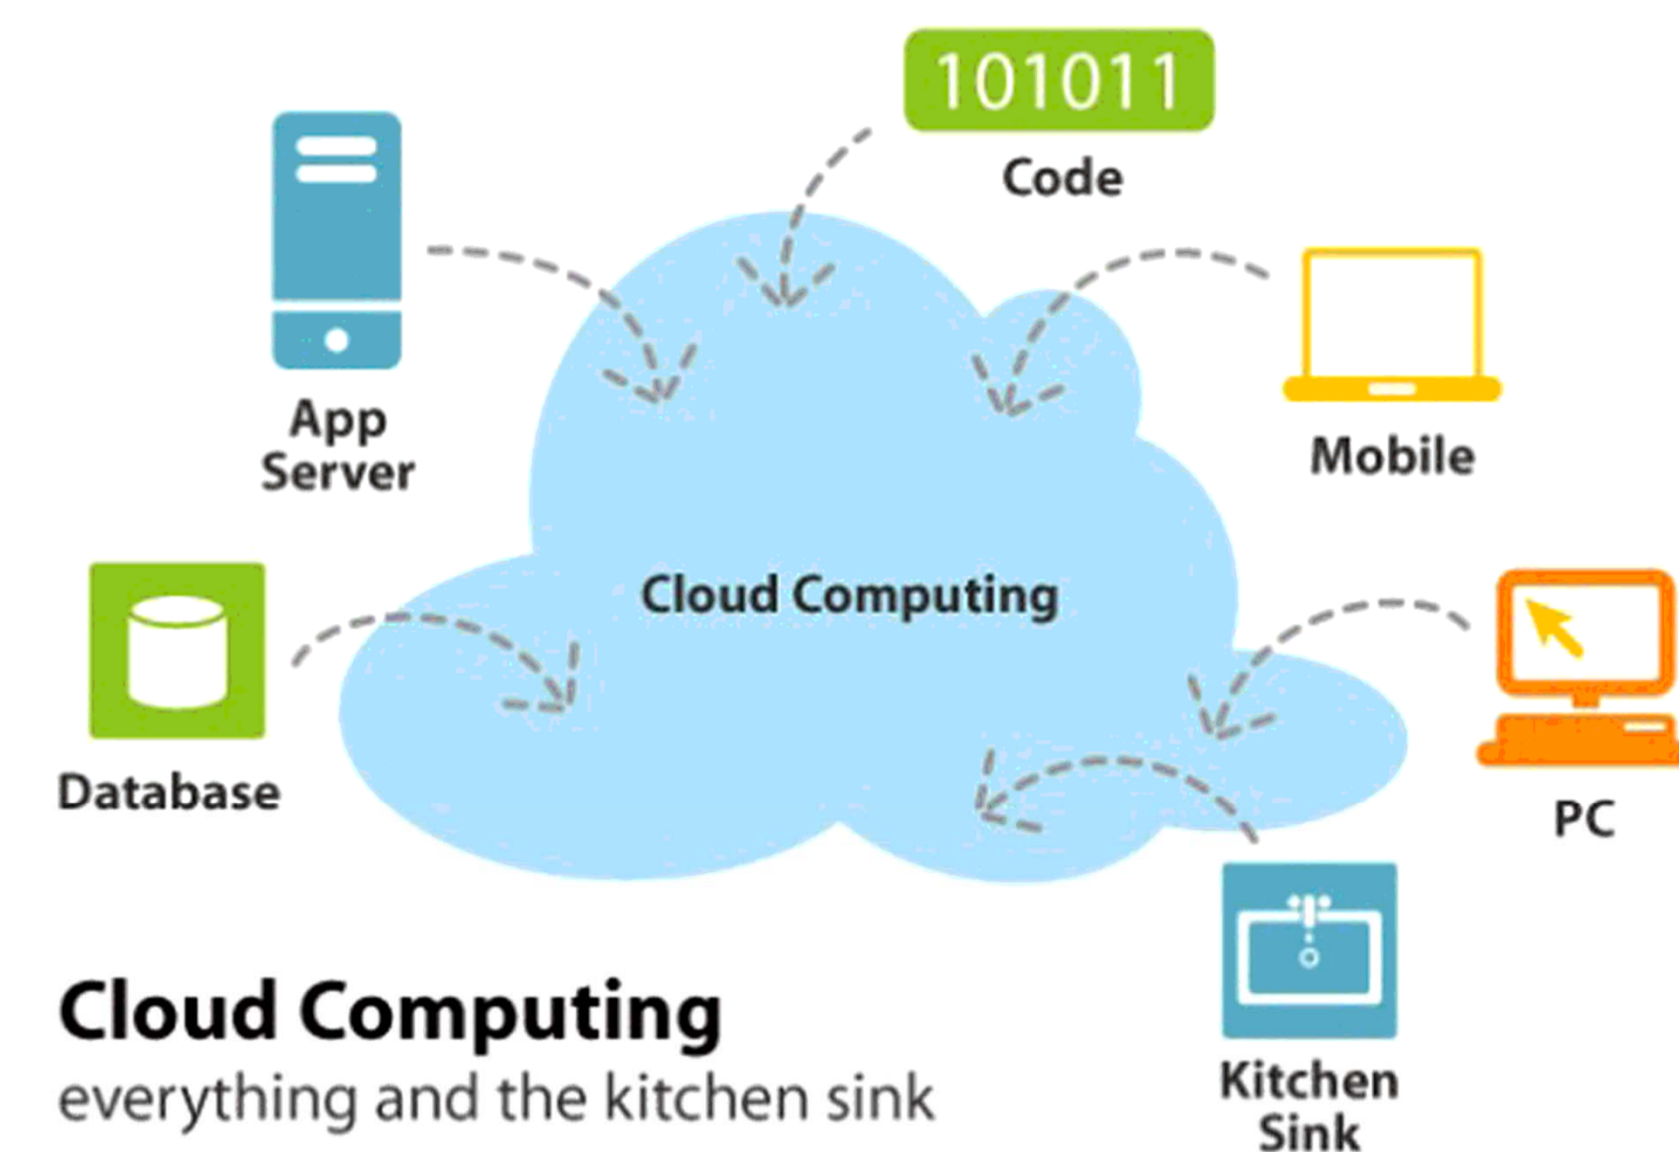 101011
Code
App
Server
Mobile
Cloud Computing
Database
PC
Cloud Computing
everything and the kitchen sink
Kitchen
Sink